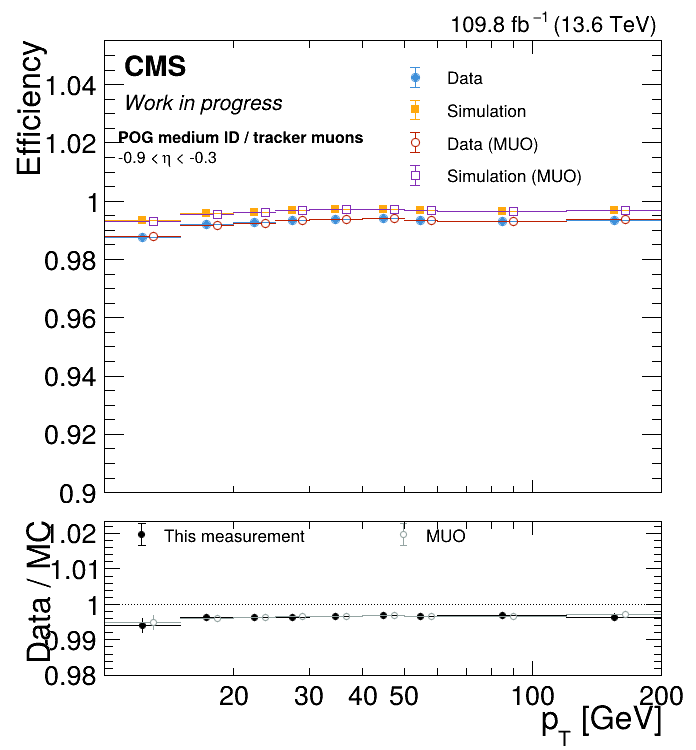 109.8 fb⁻¹ (13.6 TeV)
Efficiency
CMS
Work in progress
POG medium ID / tracker muons
-0.9 < η < -0.3
Data
Simulation
Data (MUO)
Simulation (MUO)
1.04
1.02
1
0.98
0.96
0.94
0.92
0.9
Data / MC
This measurement
MUO
1.02
1.01
1
0.99
0.98
20 30 40 50 100 200
p_T [GeV]